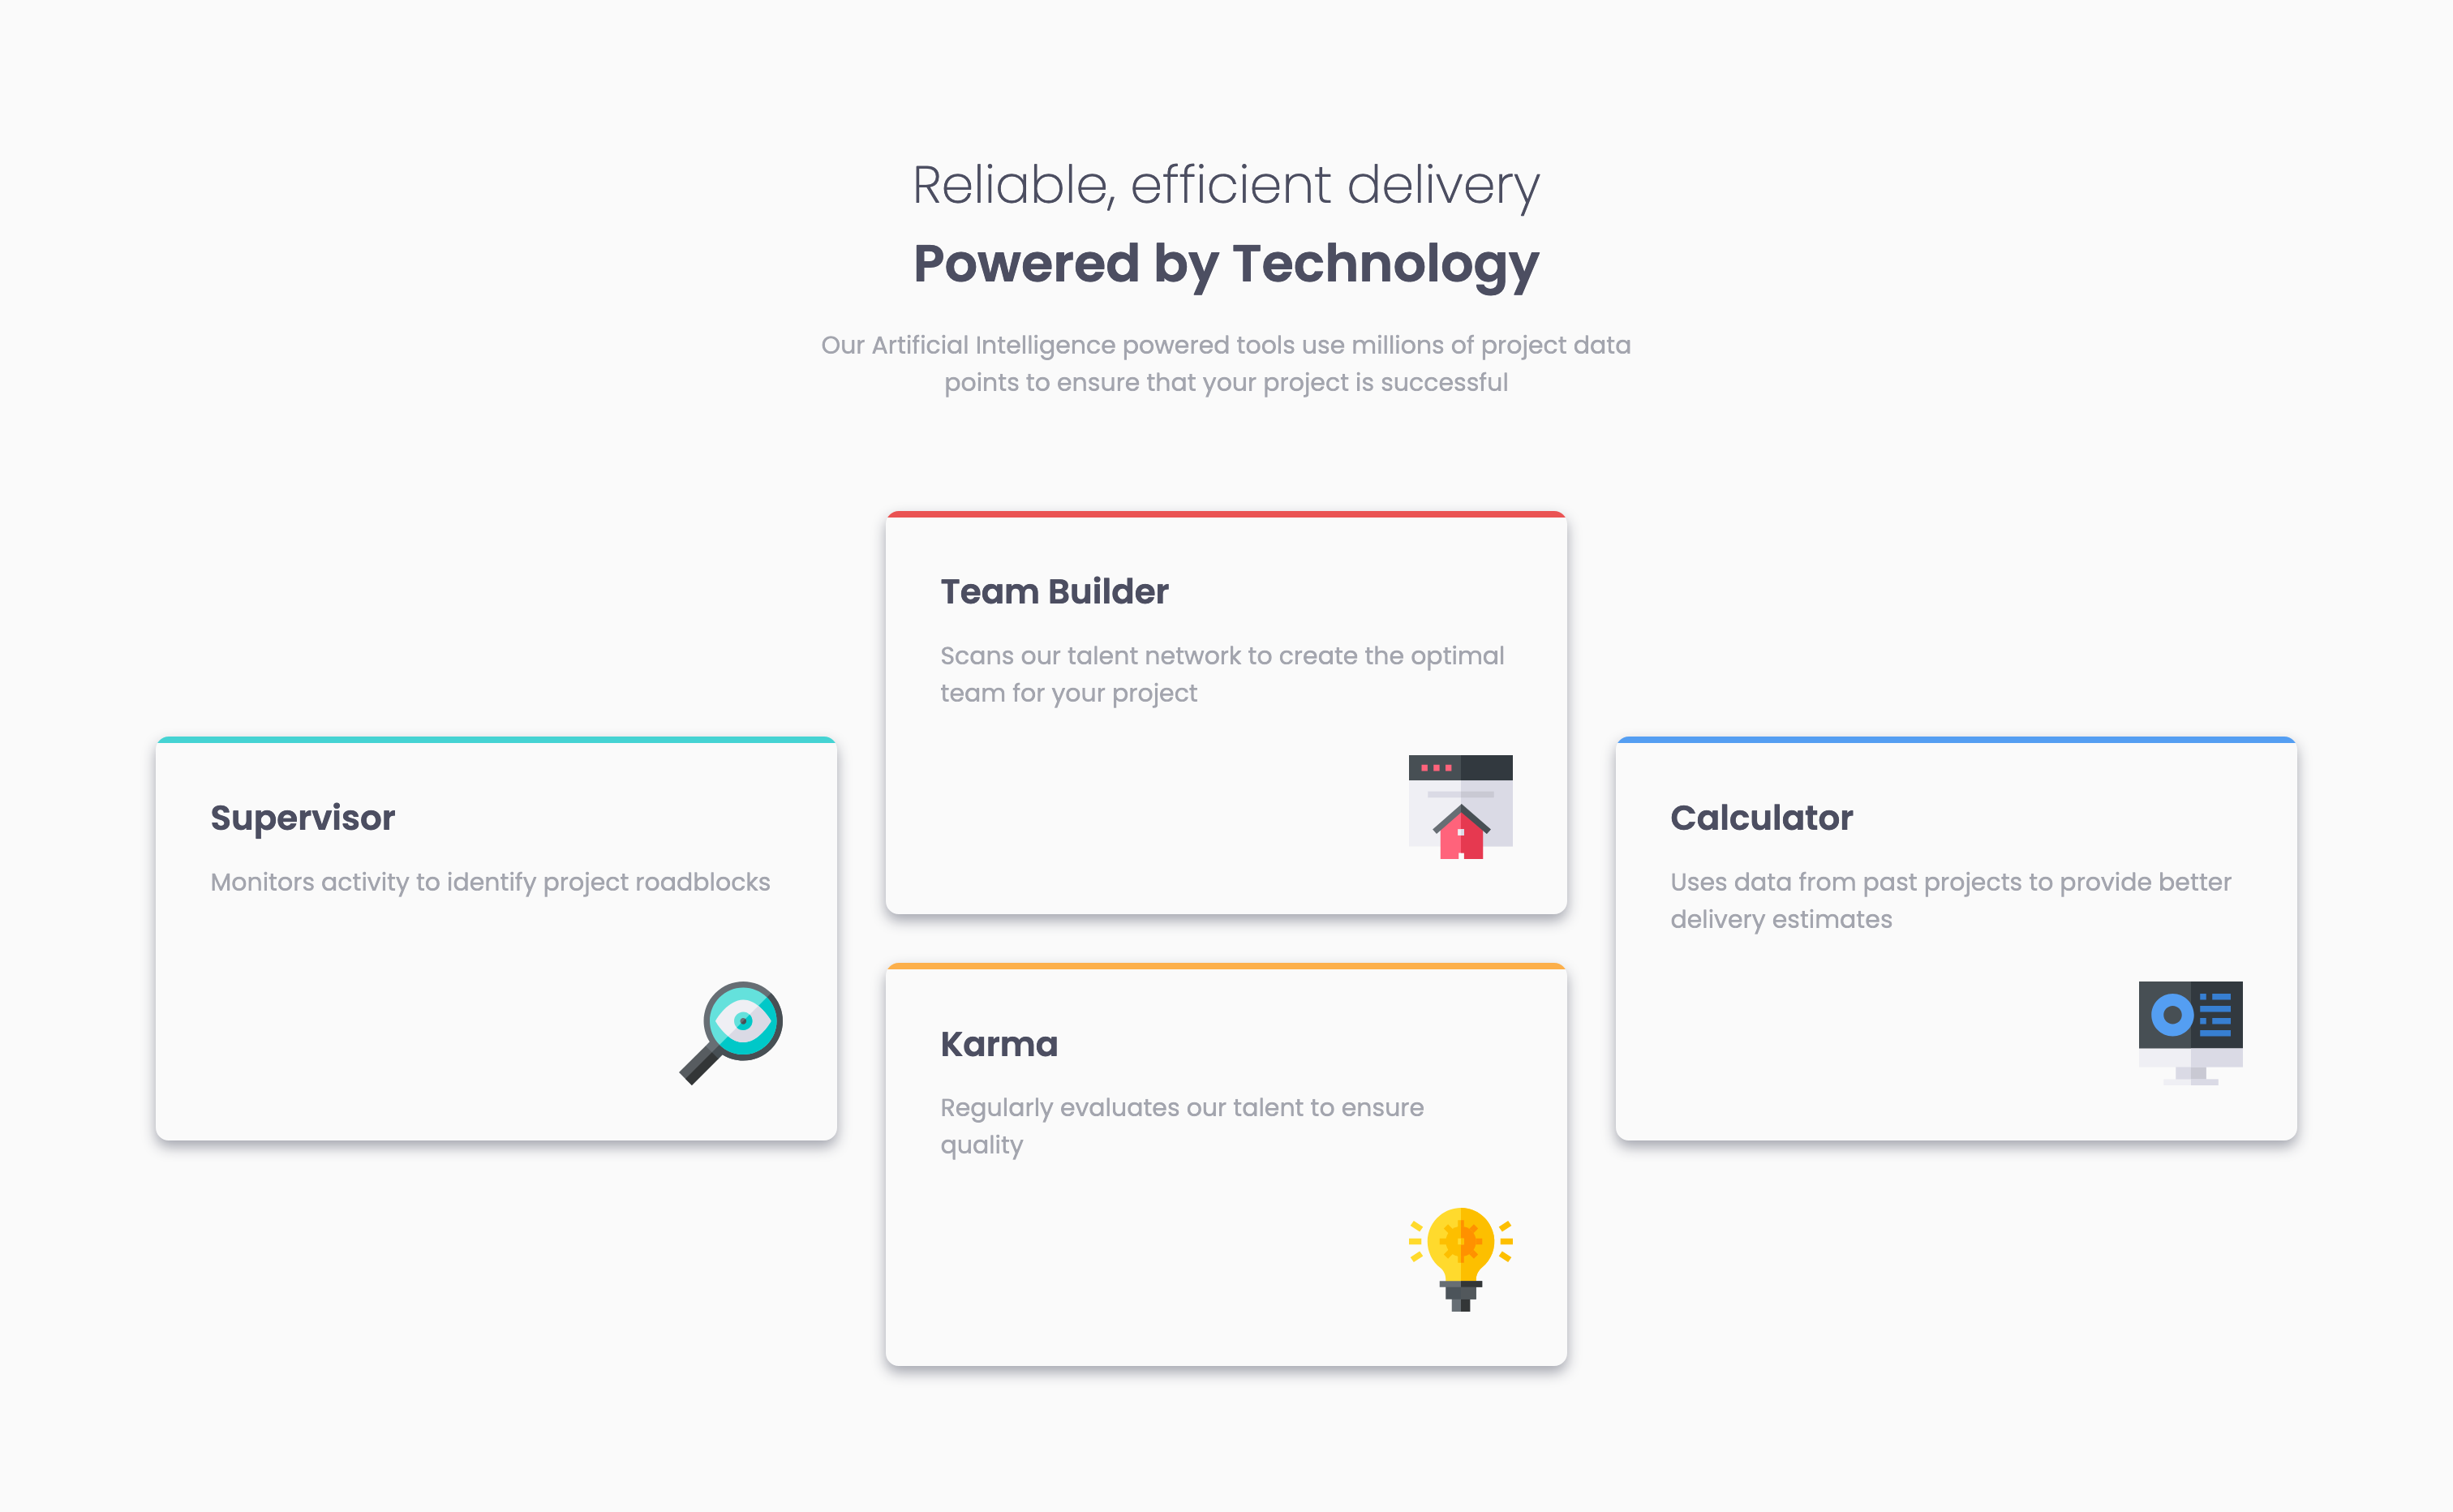 Reliable, efficient delivery
Powered by Technology
Our Artificial Intelligence powered tools use millions of project data
points to ensure that your project is successful
Team Builder
Scans our talent network to create the optimal
team for your project
Supervisor
Monitors activity to identify project roadblocks
Calculator
Uses data from past projects to provide better
delivery estimates
Karma
Regularly evaluates our talent to ensure
quality